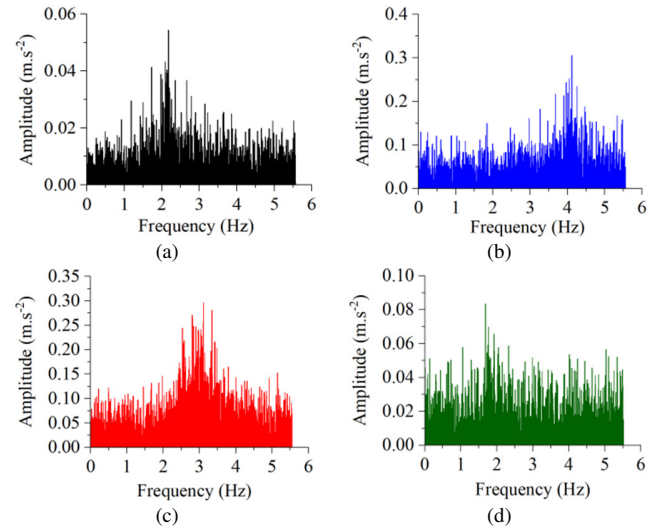 Amplitude (m.s⁻²)
0.06
0.04
0.02
0.00
0 1 2 3 4 5 6
Frequency (Hz)
(a)
Amplitude (m.s⁻²)
0.4
0.3
0.2
0.1
0.0
0 1 2 3 4 5 6
Frequency (Hz)
(b)
Amplitude (m.s⁻²)
0.35
0.30
0.25
0.20
0.15
0.10
0.05
0.00
0 1 2 3 4 5 6
Frequency (Hz)
(c)
Amplitude (m.s⁻²)
0.10
0.08
0.06
0.04
0.02
0.00
0 1 2 3 4 5 6
Frequency (Hz)
(d)